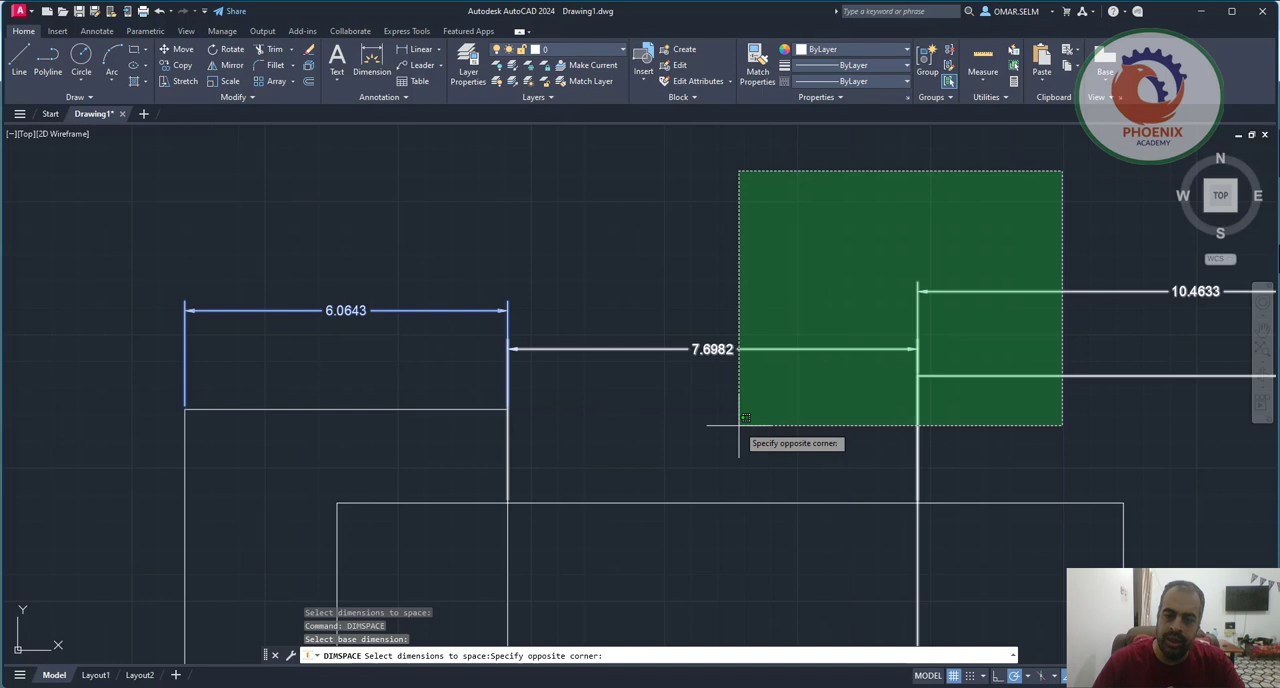 A Share Autodesk AutoCAD 2024 Drawing1.dwg Type a keyword or phrase OMAR.SELM
Home Insert Annotate Parametric View Manage Output Add-ins Collaborate Express Tools Featured Apps
Line Polyline Circle Arc
Move Rotate Trim
Copy Mirror Fillet
Stretch Scale Array
Text Dimension
Linear
Leader
Table
Layer Properties
0
Make Current
Match Layer
Insert
Create
Edit
Edit Attributes
Match Properties
ByLayer
ByLayer
ByLayer
Group
Measure
Paste
Base
Draw Modify Annotation Layers Block Properties Groups Utilities Clipboard View
PHOENIX
ACADEMY
Start Drawing1*
[−][Top][2D Wireframe]
N
W TOP E
S
WCS
10.4633
6.0643
7.6982
Specify opposite corner:
Y
X
Select dimensions to space:
Command: DIMSPACE
Select base dimension:
DIMSPACE Select dimensions to space:Specify opposite corner:
Model Layout1 Layout2 MODEL